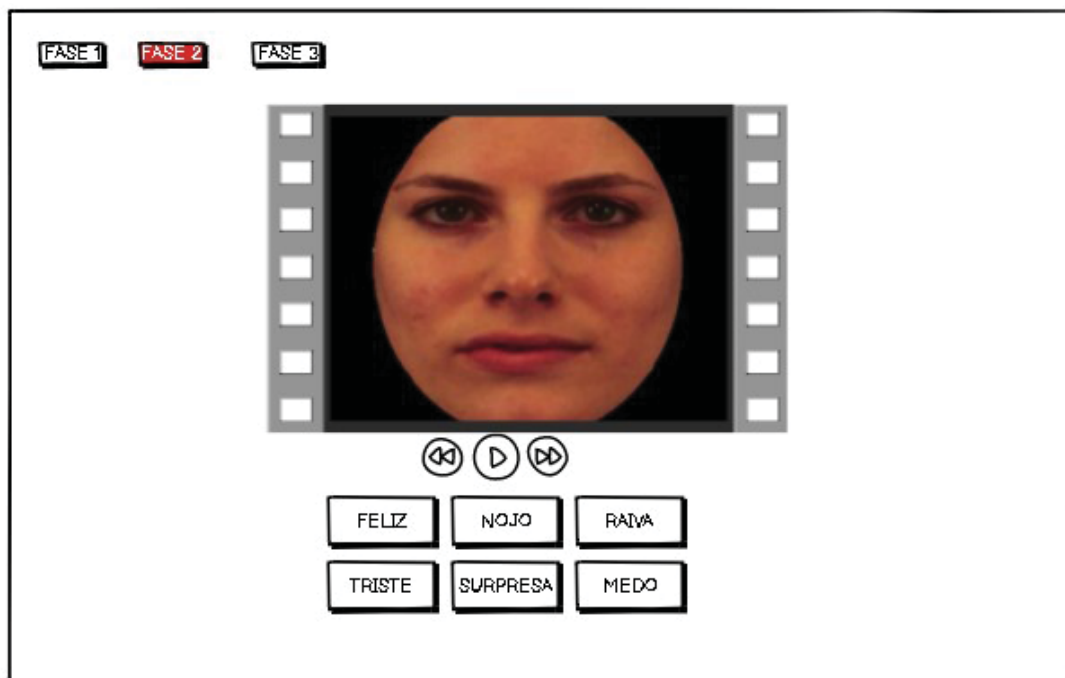 FASE 1 FASE 2 FASE 3
FELIZ NOJO RAIVA
TRISTE SURPRESA MEDO